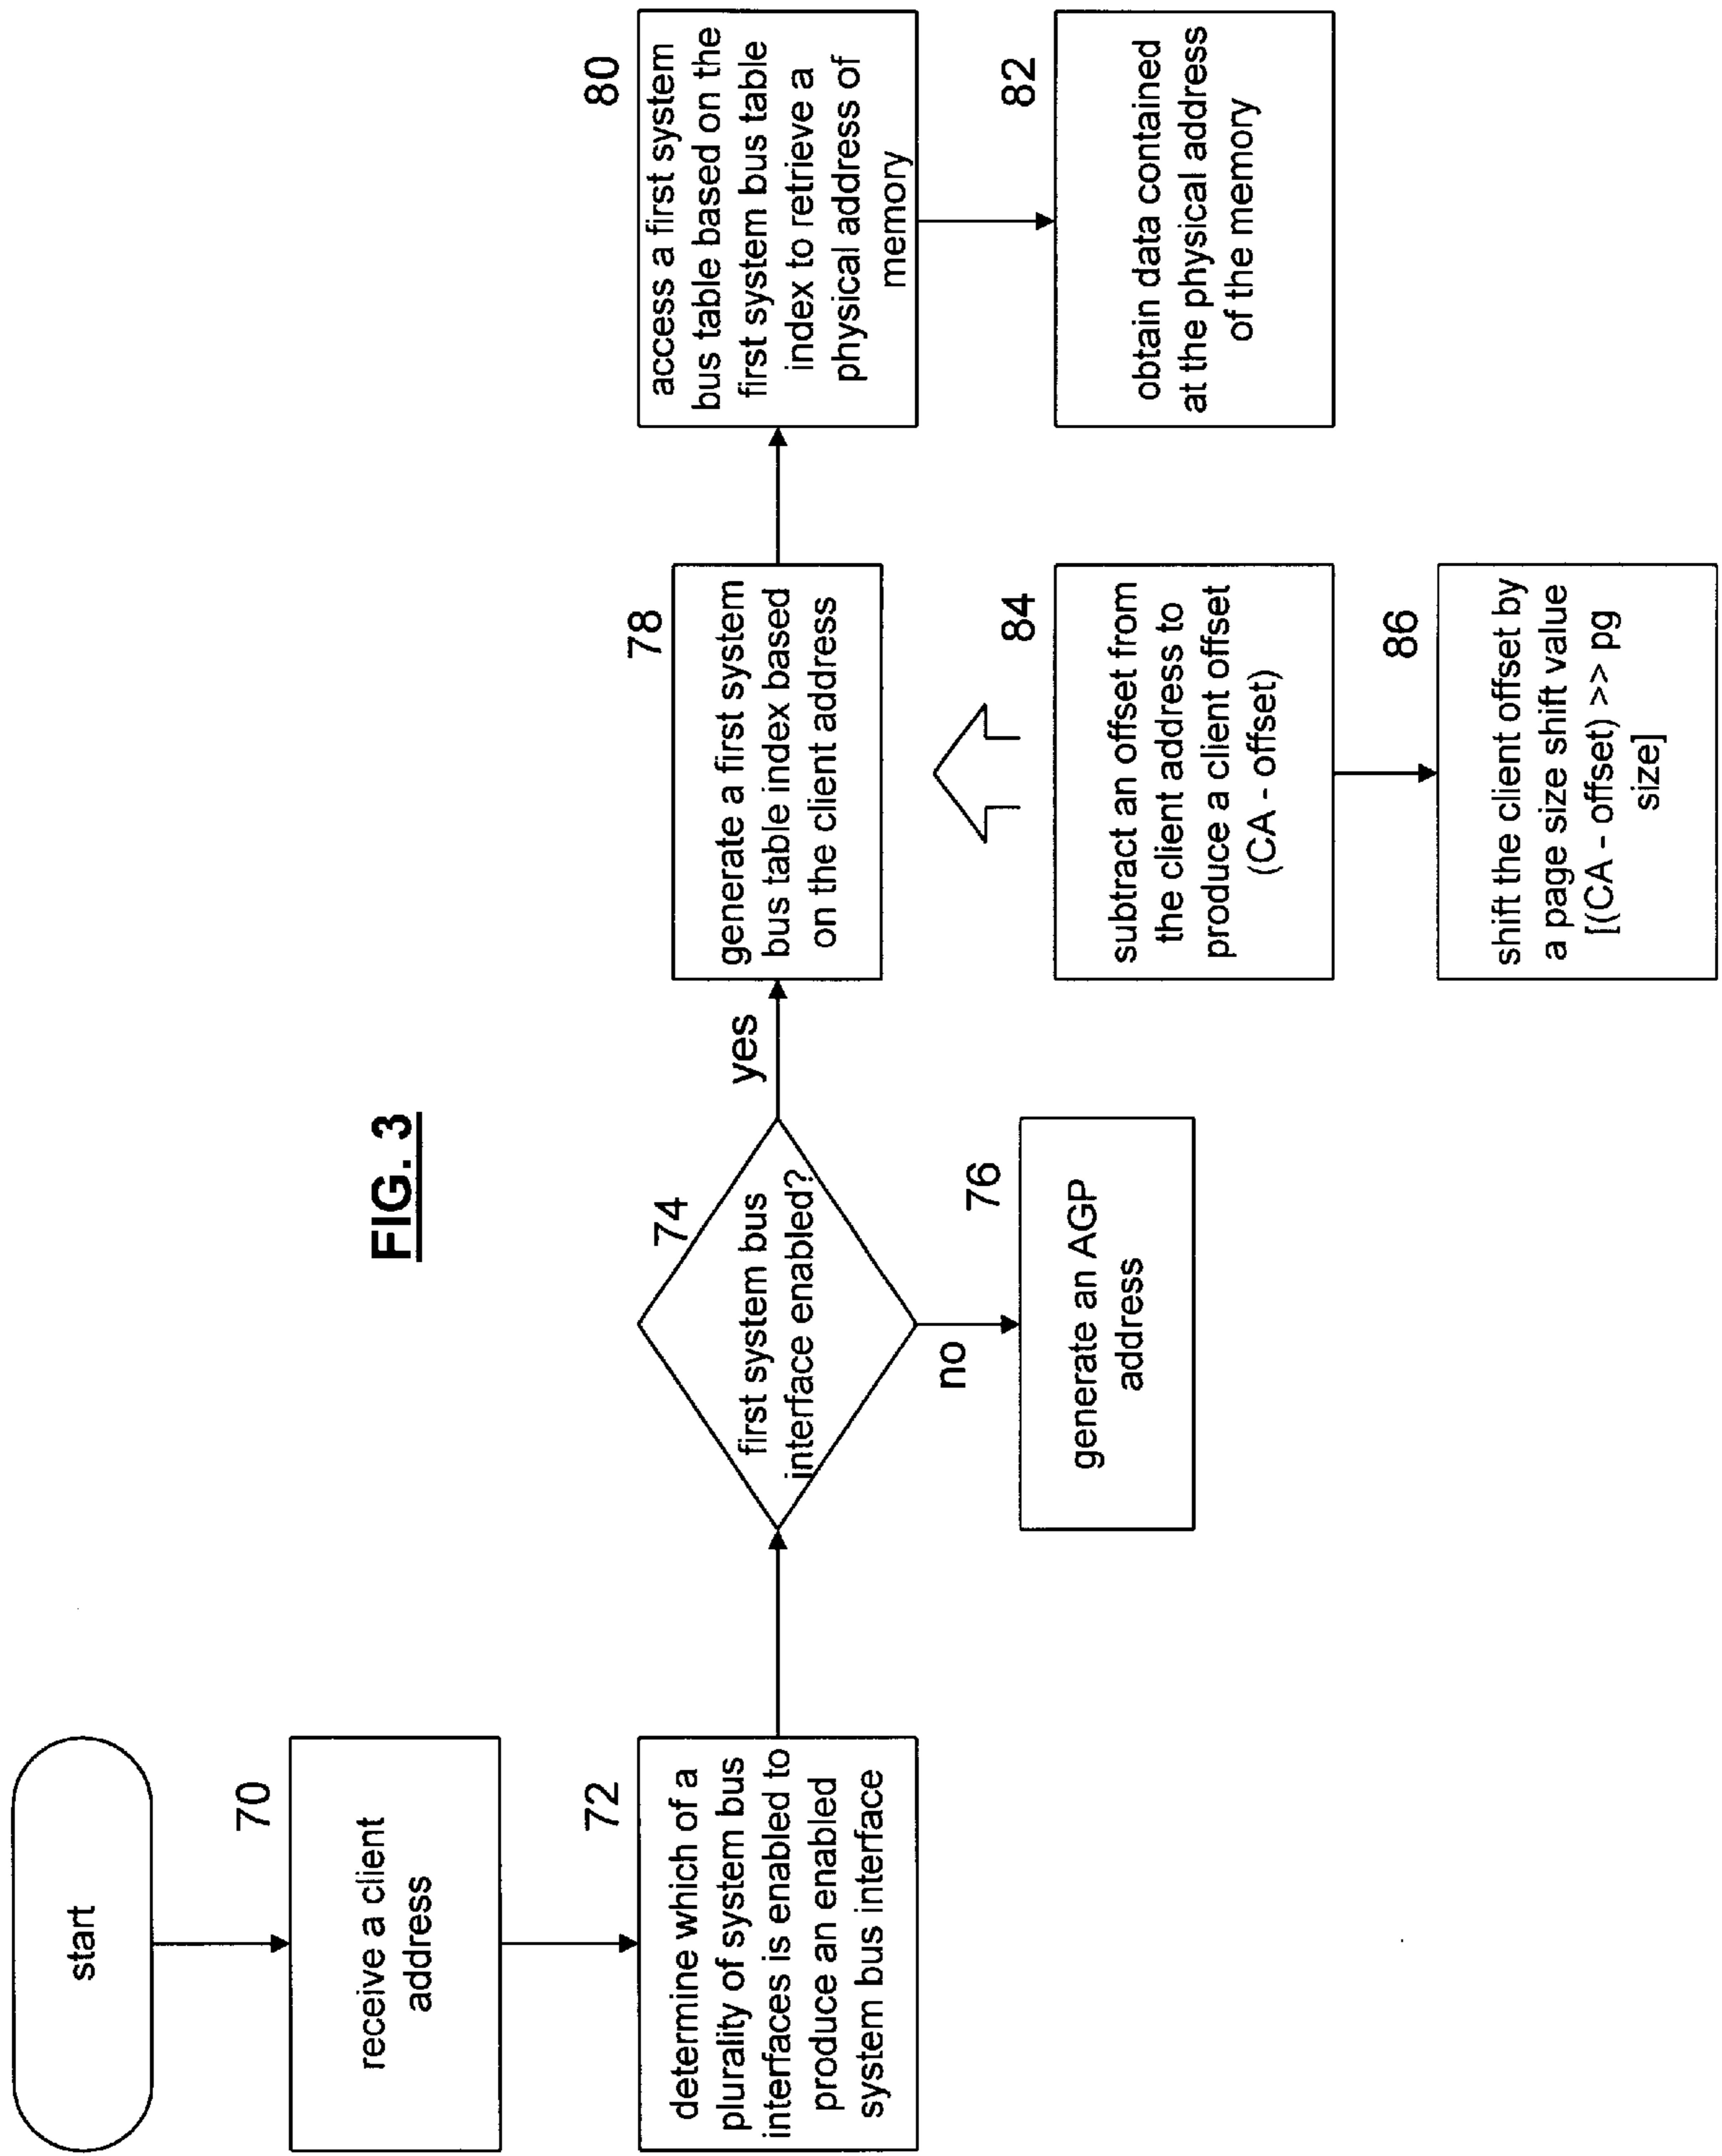 FIG. 3
start
70
receive a client
address
72
determine which of a
plurality of system bus
interfaces is enabled to
produce an enabled
system bus interface
74
first system bus
interface enabled?
yes
no
76
generate an AGP
address
78
generate a first system
bus table index based
on the client address
80
access a first system
bus table based on the
first system bus table
index to retrieve a
physical address of
memory
82
obtain data contained
at the physical address
of the memory
84
subtract an offset from
the client address to
produce a client offset
(CA - offset)
86
shift the client offset by
a page size shift value
[(CA - offset) >> pg
size]